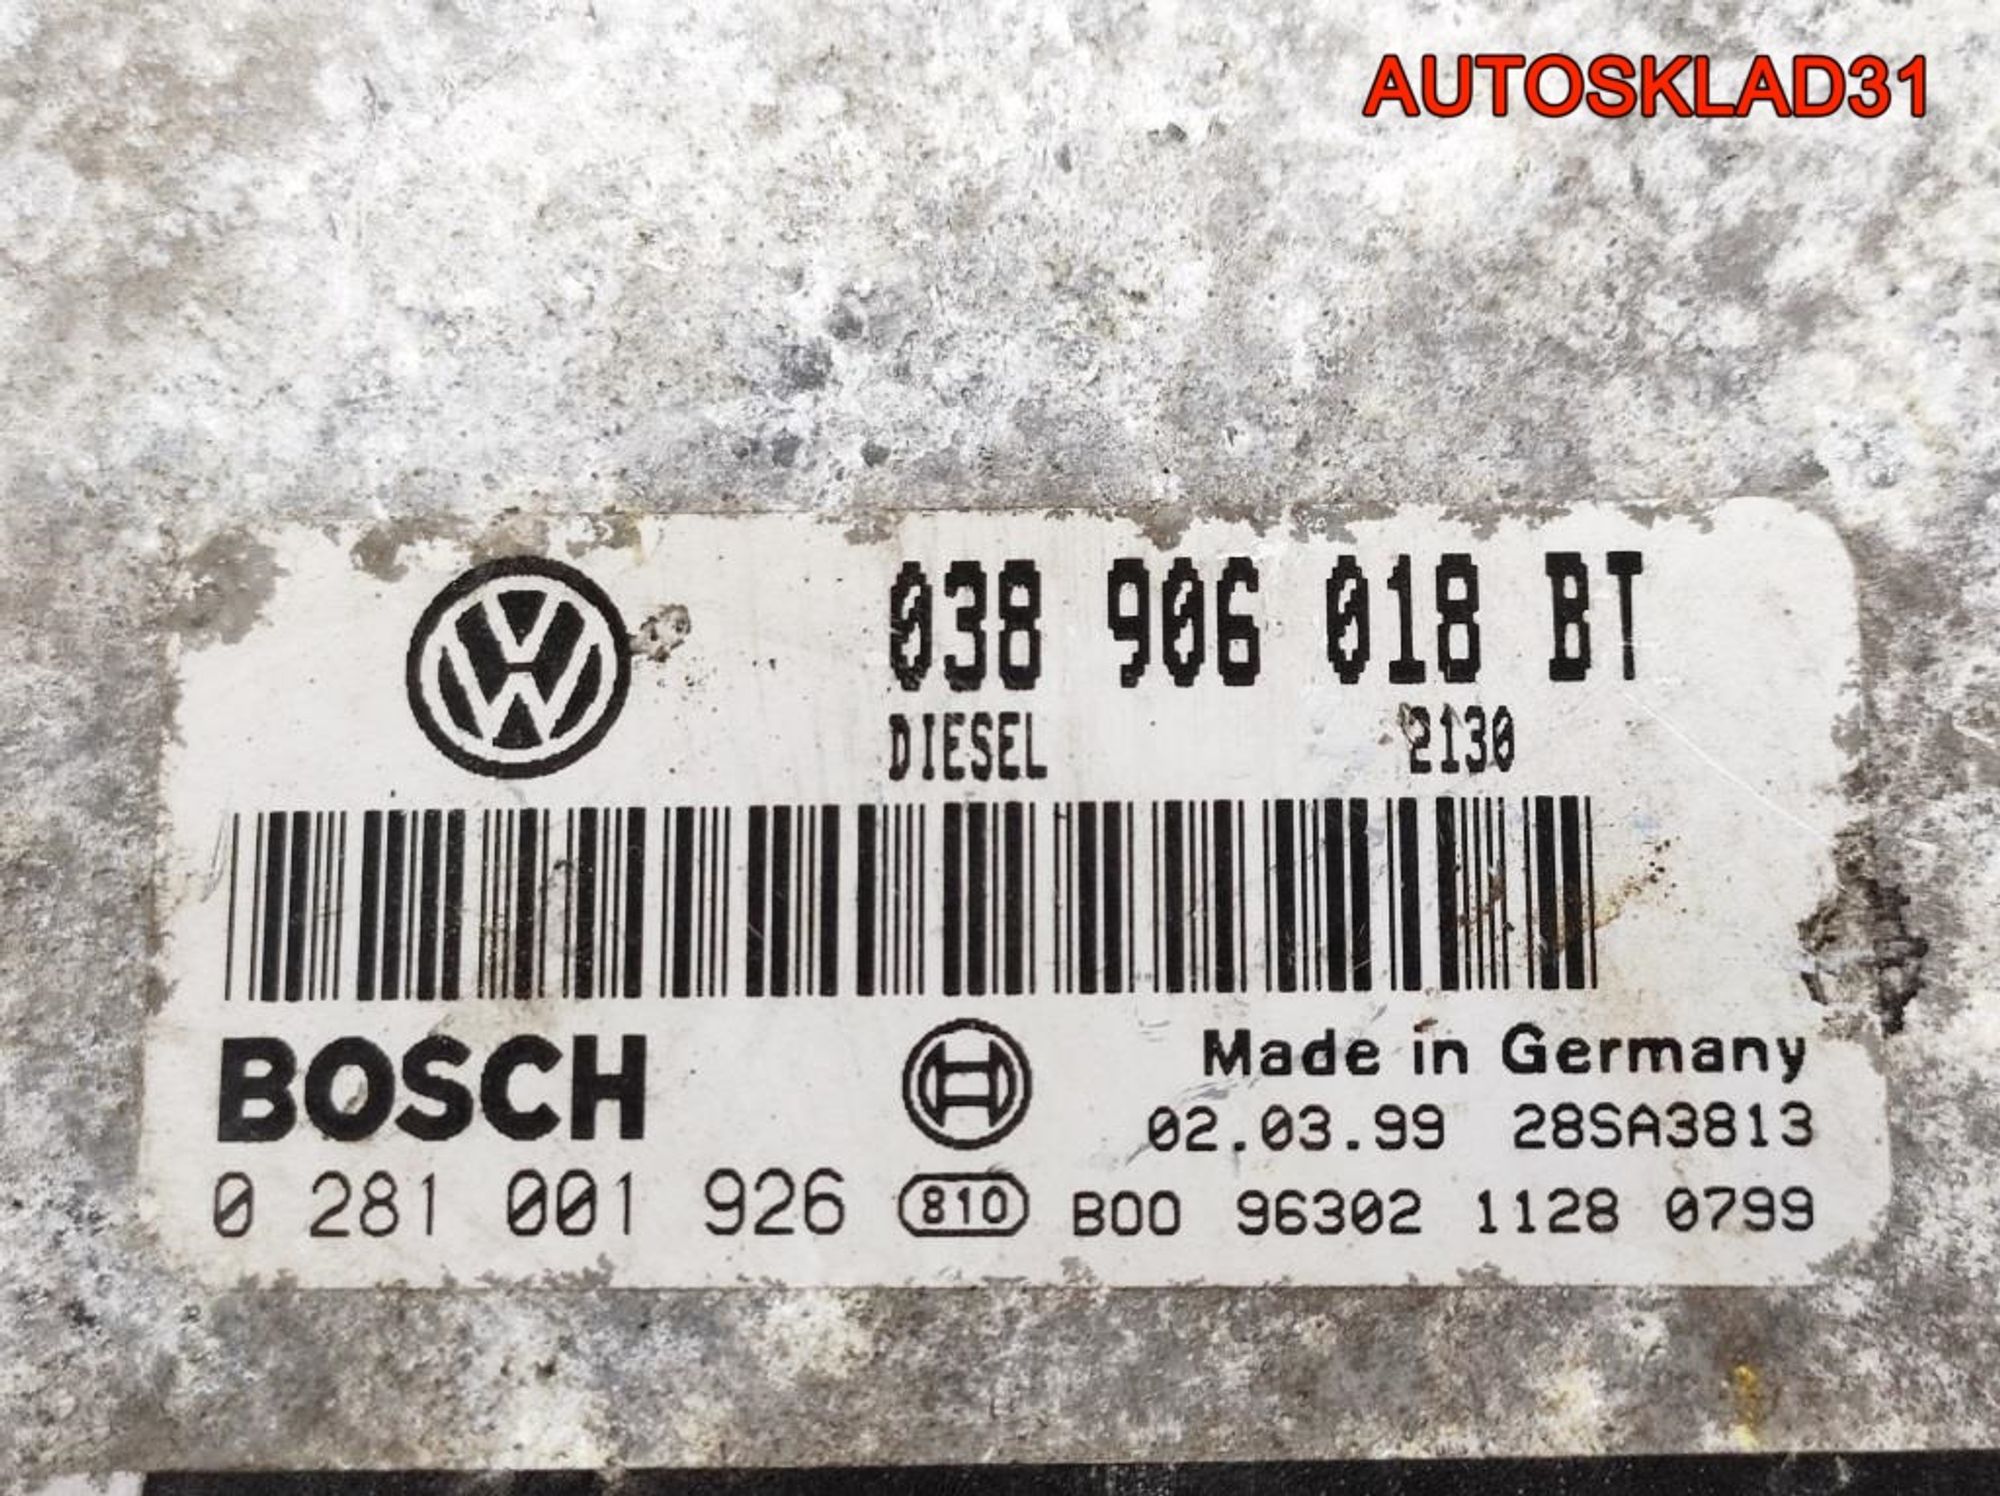 AUTOSKLAD31
038 906 018 BT
DIESEL 2130
BOSCH
Made in Germany
02.03.99 28SA3813
0 281 001 926 810 B00 96302 1128 0799